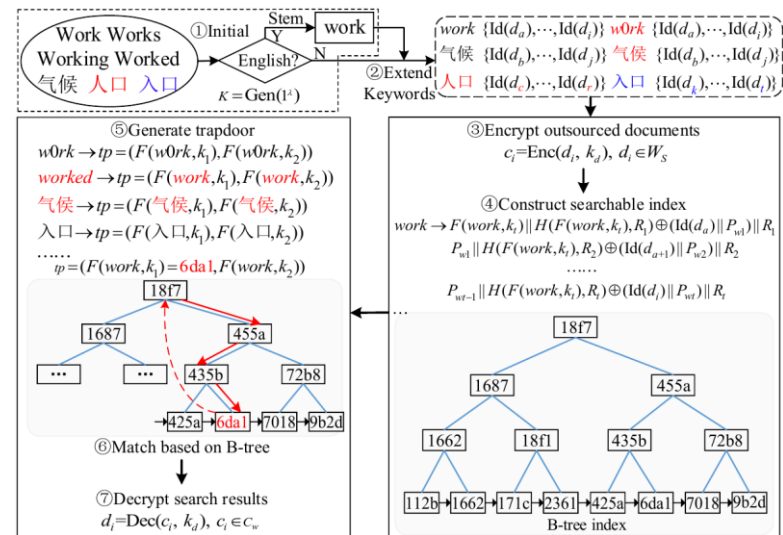 Work Works
Working Worked
气候 人口 入口
①Initial
Stem
Y
work
English?
N
K=Gen(1^λ)
②Extend
Keywords
work {Id(d_a),⋯,Id(d_i)} w0rk {Id(d_a),⋯,Id(d_i)}
气候 {Id(d_b),⋯,Id(d_j)} 气侯 {Id(d_b),⋯,Id(d_j)}
人口 {Id(d_c),⋯,Id(d_r)} 入口 {Id(d_k),⋯,Id(d_t)}
③Encrypt outsourced documents
c_i=Enc(d_i, k_d), d_i∈W_S
④Construct searchable index
work→F(work,k_t)||H(F(work,k_t),R_1)⊕(Id(d_a)||P_w1)||R_1
P_w1||H(F(work,k_t),R_2)⊕(Id(d_a+1)||P_w2)||R_2
⋯⋯
P_wt−1||H(F(work,k_t),R_t)⊕(Id(d_i)||P_wt)||R_t
...
18f7
1687 455a
1662 18f1 435b 72b8
112b 1662 171c 2361 425a 6da1 7018 9b2d
B-tree index
⑤Generate trapdoor
w0rk→tp=(F(w0rk,k_1),F(w0rk,k_2))
worked→tp=(F(work,k_1),F(work,k_2))
气侯→tp=(F(气侯,k_1),F(气侯,k_2))
入口→tp=(F(入口,k_1),F(入口,k_2))
⋯⋯
tp=(F(work,k_1)=6da1,F(work,k_2))
18f7
1687 455a
... ... 435b 72b8
425a 6da1 7018 9b2d
⑥Match based on B-tree
⑦Decrypt search results
d_i=Dec(c_i, k_d), c_i∈C_w